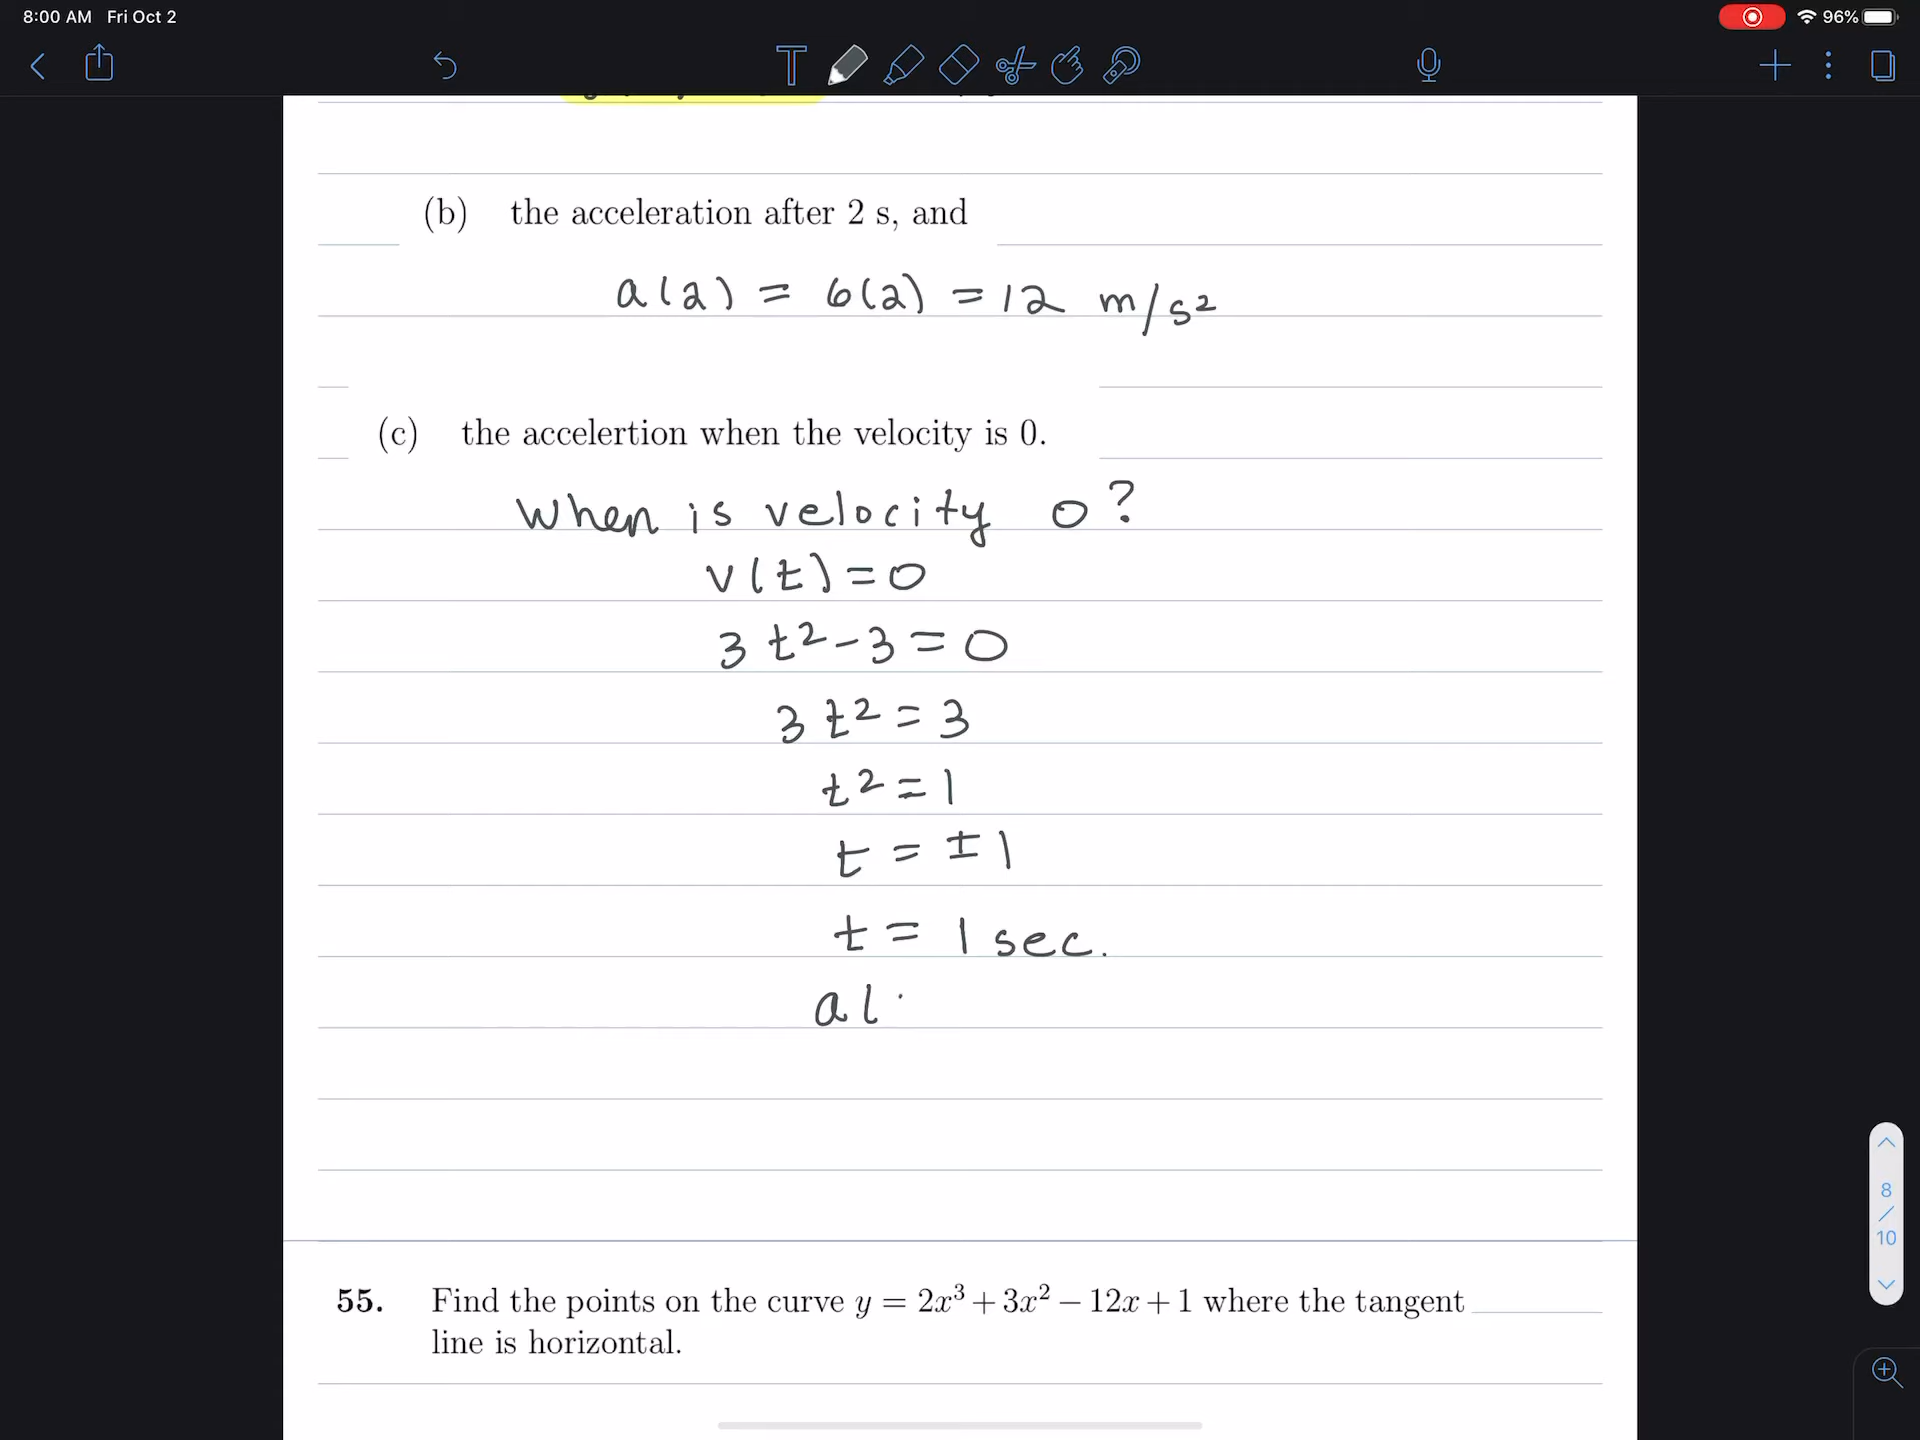 8:00 AM Fri Oct 2
96%
(b) the acceleration after 2 s, and
a(2) = 6(2) = 12 m/s²
(c) the accelertion when the velocity is 0.
When is velocity 0?
v(t) = 0
3t² - 3 = 0
3t² = 3
t² = 1
t = ±1
t = 1 sec.
a(
55. Find the points on the curve y = 2x³ + 3x² − 12x + 1 where the tangent
line is horizontal.
8
/
10